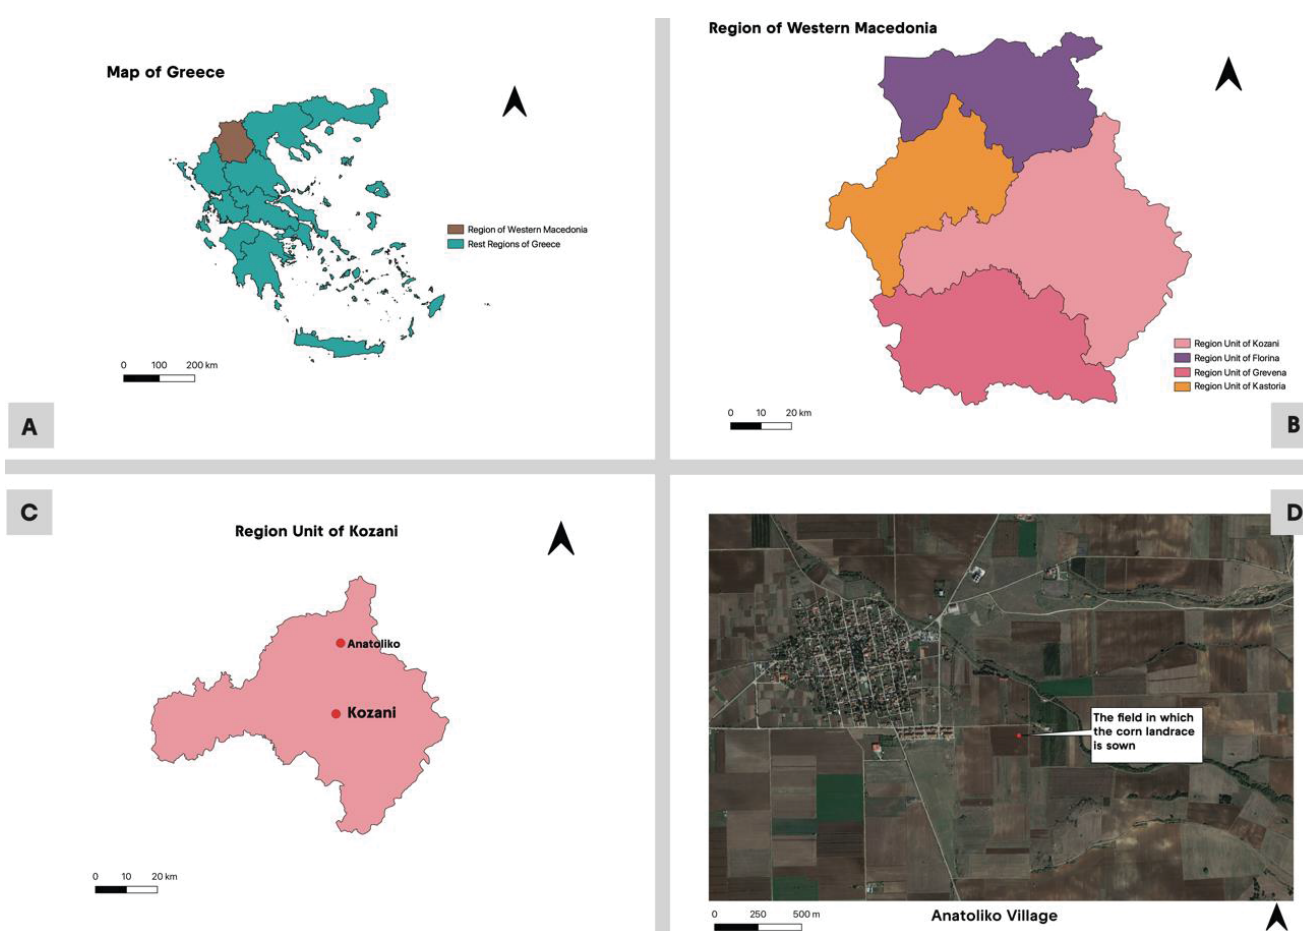 Map of Greece
Region of Western Macedonia
Rest Regions of Greece
0 100 200 km
A
Region of Western Macedonia
Region Unit of Kozani
Region Unit of Florina
Region Unit of Grevena
Region Unit of Kastoria
0 10 20 km
B
C
Region Unit of Kozani
Anatoliko
Kozani
0 10 20 km
D
The field in which
the corn landrace
is sown
0 250 500 m
Anatoliko Village